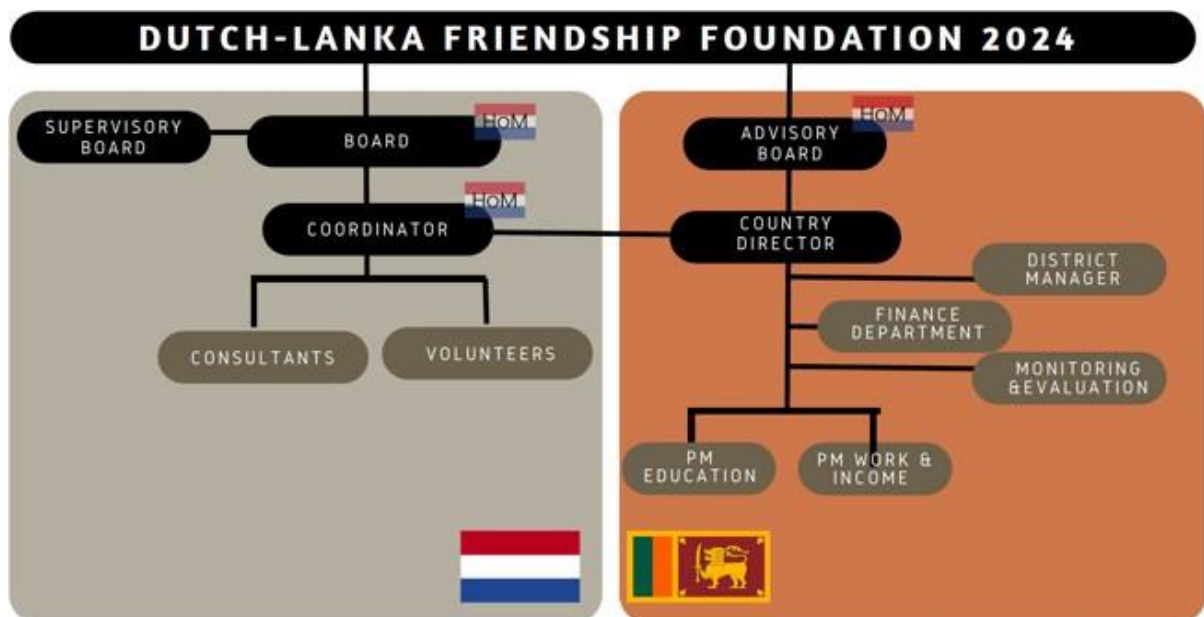 DUTCH-LANKA FRIENDSHIP FOUNDATION 2024
SUPERVISORY
BOARD
BOARD
HoM
ADVISORY
BOARD
HoM
COORDINATOR
HoM
COUNTRY
DIRECTOR
DISTRICT
MANAGER
FINANCE
DEPARTMENT
CONSULTANTS
VOLUNTEERS
MONITORING
&EVALUATION
PM
EDUCATION
PM WORK &
INCOME